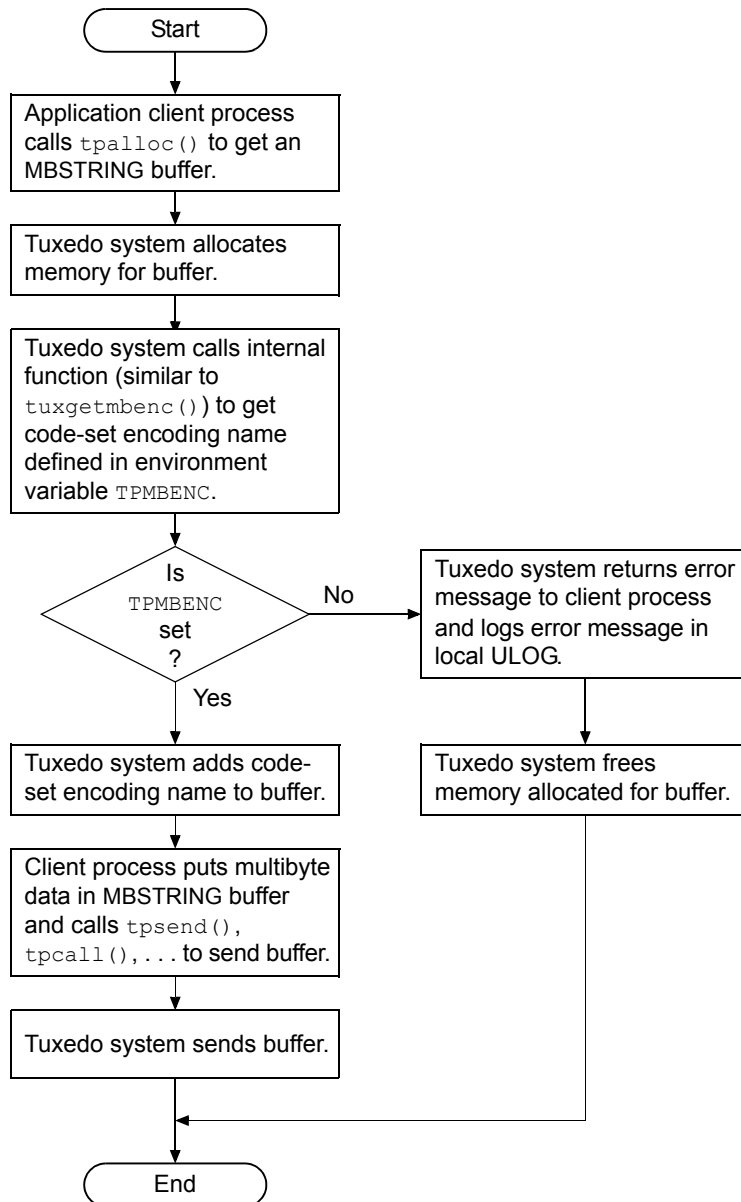 Start
Application client process
calls tpalloc() to get an
MBSTRING buffer.
Tuxedo system allocates
memory for buffer.
Tuxedo system calls internal
function (similar to
tuxgetmbenc()) to get
code-set encoding name
defined in environment
variable TPMBENC.
Is
TPMBENC
set
?
No
Tuxedo system returns error
message to client process
and logs error message in
local ULOG.
Yes
Tuxedo system adds code-
set encoding name to buffer.
Tuxedo system frees
memory allocated for buffer.
Client process puts multibyte
data in MBSTRING buffer
and calls tpsend(),
tpcall(),... to send buffer.
Tuxedo system sends buffer.
End